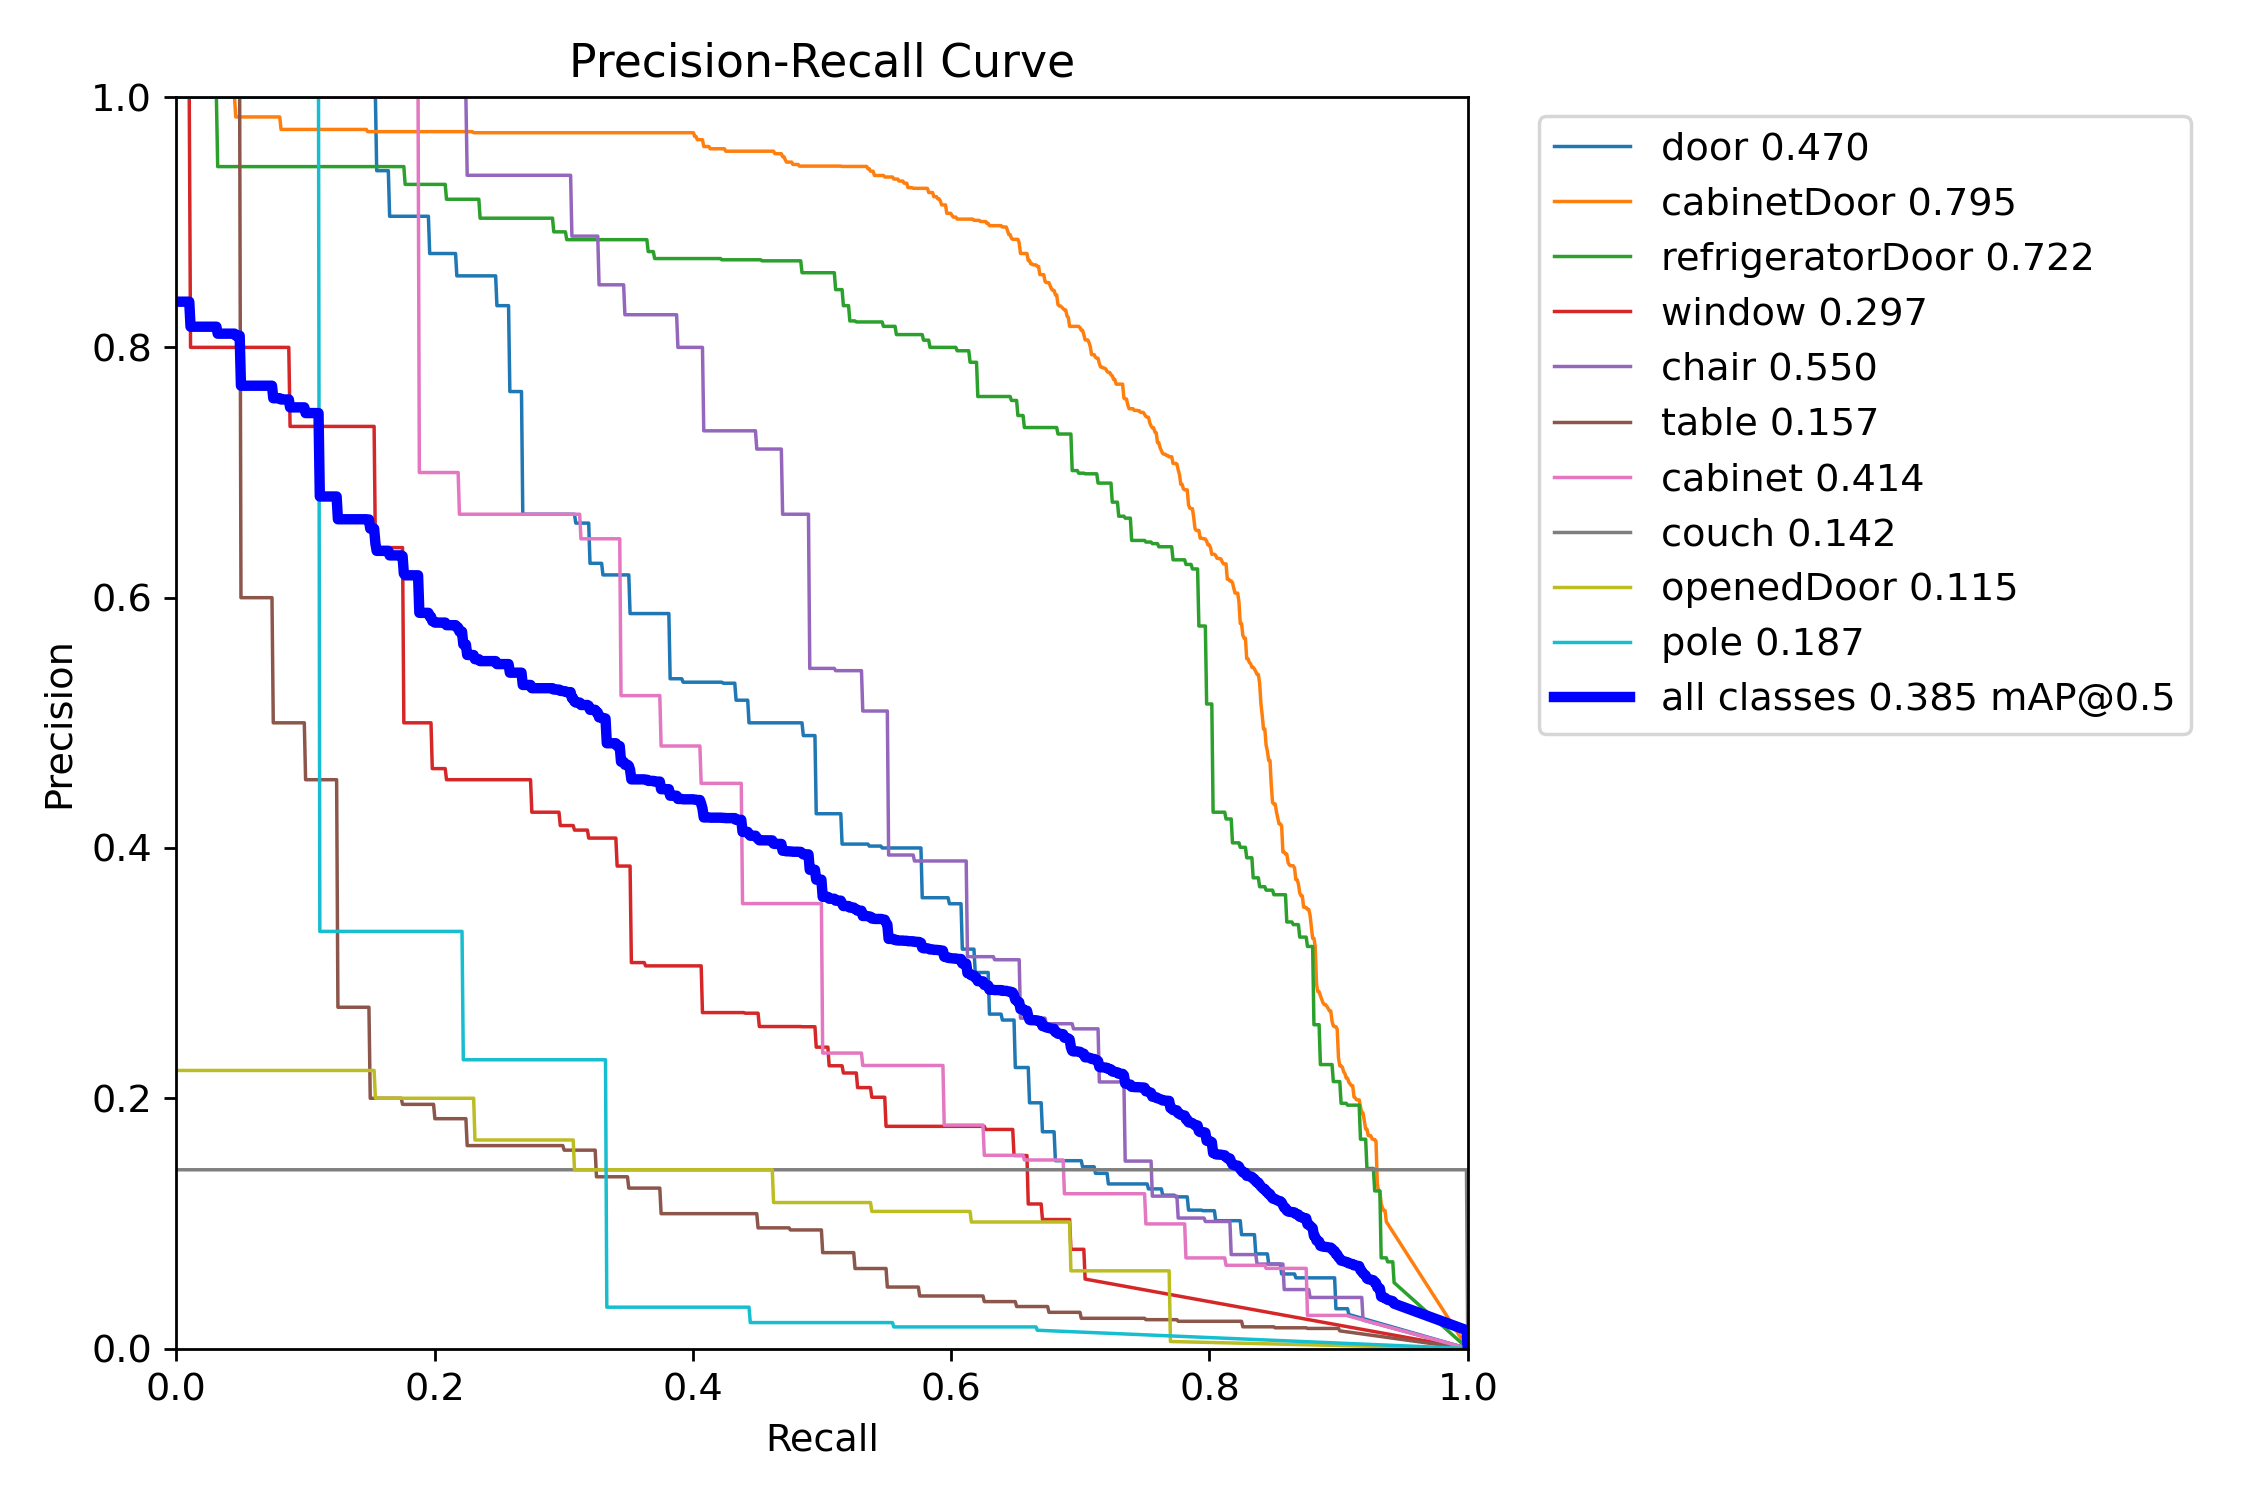 Precision-Recall Curve
1.0
0.8
0.6
0.4
0.2
0.0
Precision
0.0 0.2 0.4 0.6 0.8 1.0
Recall
door 0.470
cabinetDoor 0.795
refrigeratorDoor 0.722
window 0.297
chair 0.550
table 0.157
cabinet 0.414
couch 0.142
openedDoor 0.115
pole 0.187
all classes 0.385 mAP@0.5